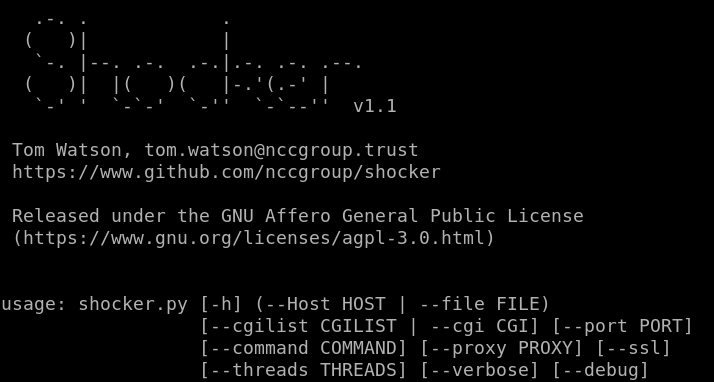 .-. .            .
  (   )|            |
   `-. |--. .-.  .-.|.-. .-. .--.
  (   )|  |(   )(   |-.'(.-' |
   `-' '  `-`-'  `-''  `-`--''  v1.1
 Tom Watson, tom.watson@nccgroup.trust
 https://www.github.com/nccgroup/shocker
 Released under the GNU Affero General Public License
 (https://www.gnu.org/licenses/agpl-3.0.html)
usage: shocker.py [-h] (--Host HOST | --file FILE)
                  [--cgilist CGILIST | --cgi CGI] [--port PORT]
                  [--command COMMAND] [--proxy PROXY] [--ssl]
                  [--threads THREADS] [--verbose] [--debug]